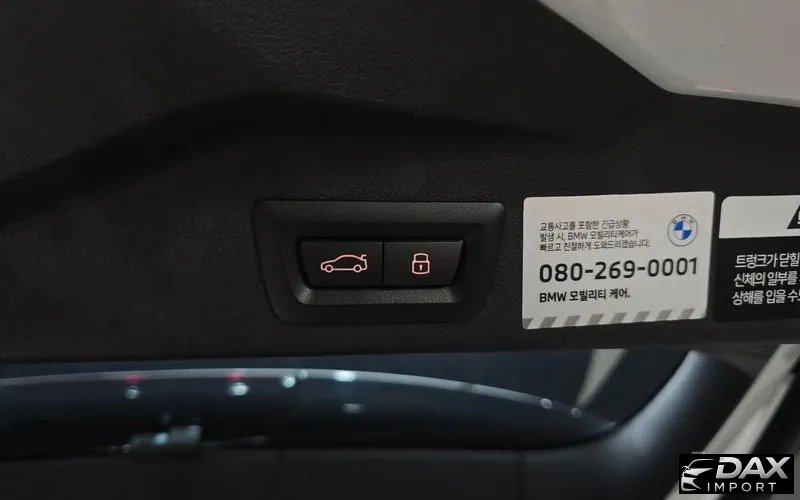 교통사고를 포함한 긴급상황
발생 시, BMW 모빌리티케어가
빠르고 친절하게 도와드리겠습니다.
080-269-0001
BMW 모빌리티 케어.
BMW
트렁크가 닫힐
신체의 일부를
상해를 입을 수
DAX
IMPORT